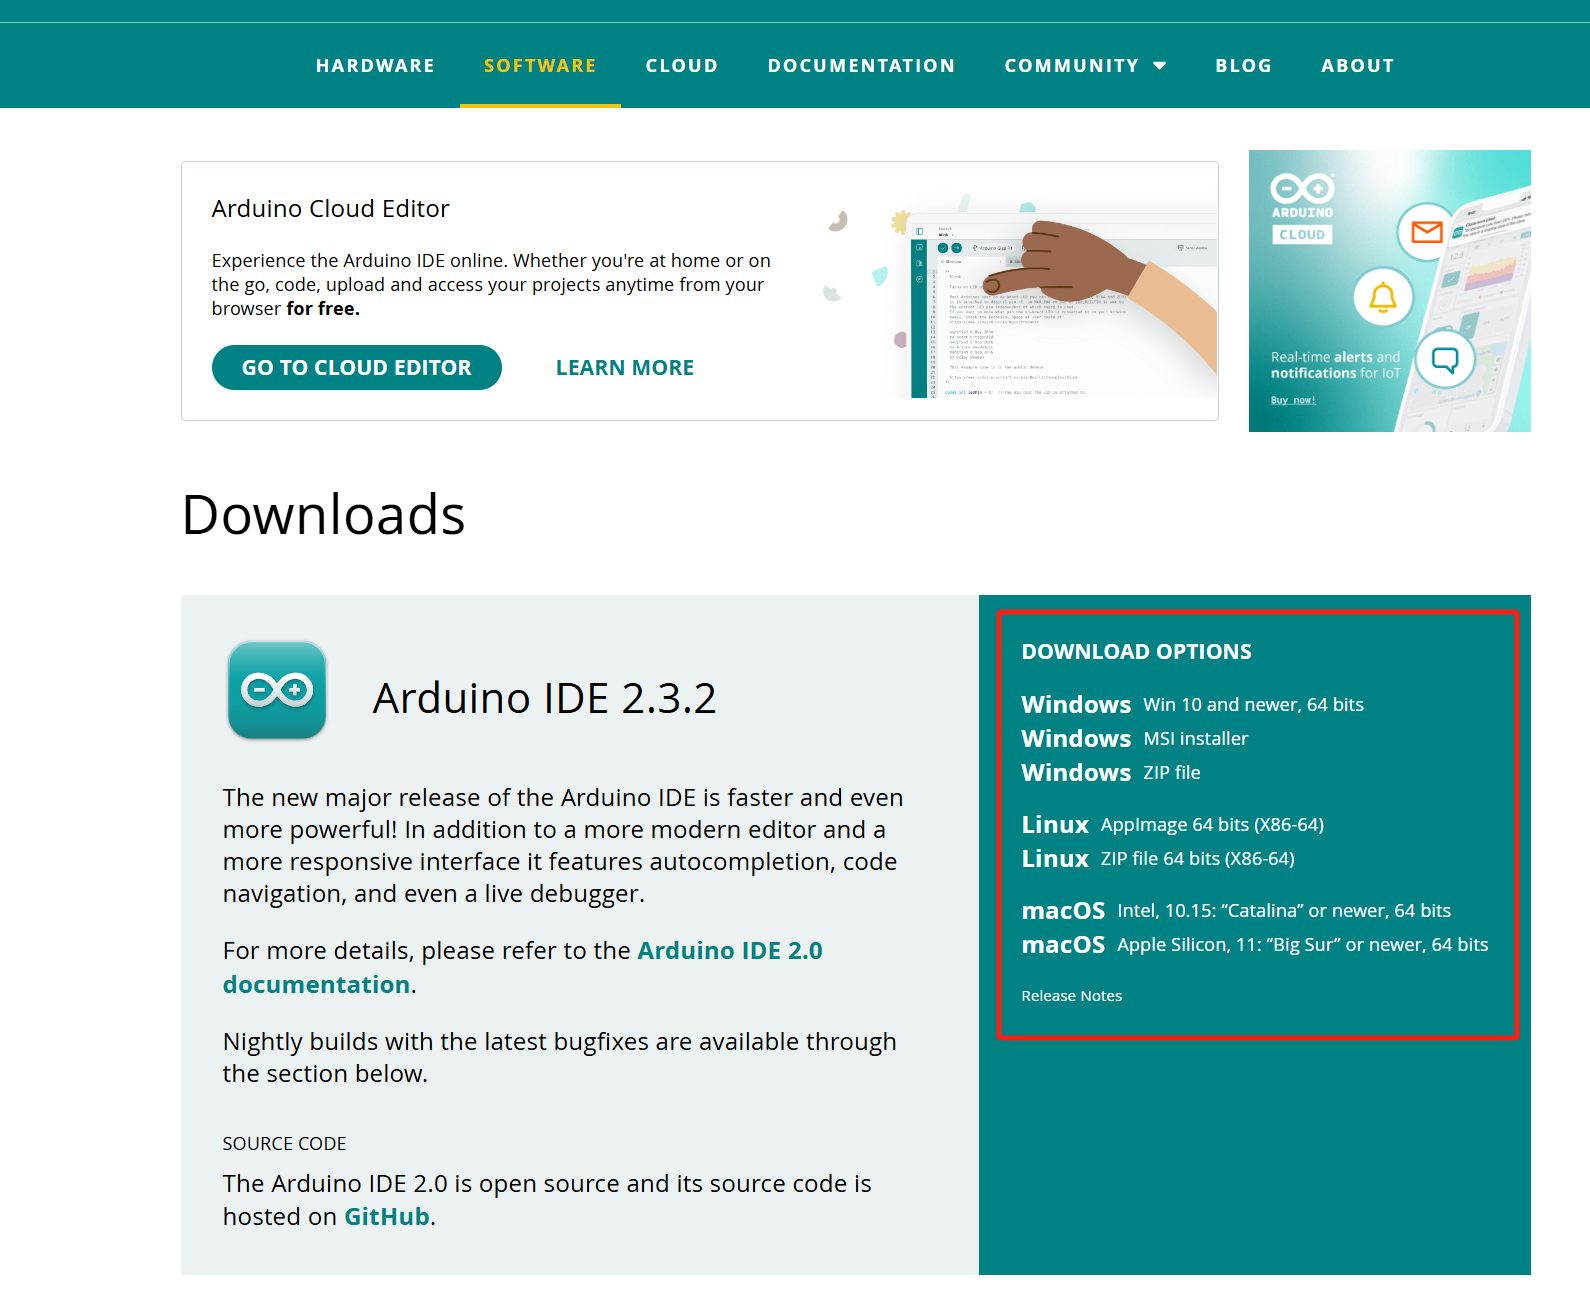 HARDWARE SOFTWARE CLOUD DOCUMENTATION COMMUNITY BLOG ABOUT
Arduino Cloud Editor
Experience the Arduino IDE online. Whether you're at home or on
the go, code, upload and access your projects anytime from your
browser for free.
GO TO CLOUD EDITOR LEARN MORE
ARDUINO
CLOUD
Real-time alerts and
notifications for IoT
Buy now!
Downloads
Arduino IDE 2.3.2
The new major release of the Arduino IDE is faster and even
more powerful! In addition to a more modern editor and a
more responsive interface it features autocompletion, code
navigation, and even a live debugger.
For more details, please refer to the Arduino IDE 2.0
documentation.
Nightly builds with the latest bugfixes are available through
the section below.
SOURCE CODE
The Arduino IDE 2.0 is open source and its source code is
hosted on GitHub.
DOWNLOAD OPTIONS
Windows Win 10 and newer, 64 bits
Windows MSI installer
Windows ZIP file
Linux AppImage 64 bits (X86-64)
Linux ZIP file 64 bits (X86-64)
macOS Intel, 10.15: “Catalina” or newer, 64 bits
macOS Apple Silicon, 11: “Big Sur” or newer, 64 bits
Release Notes